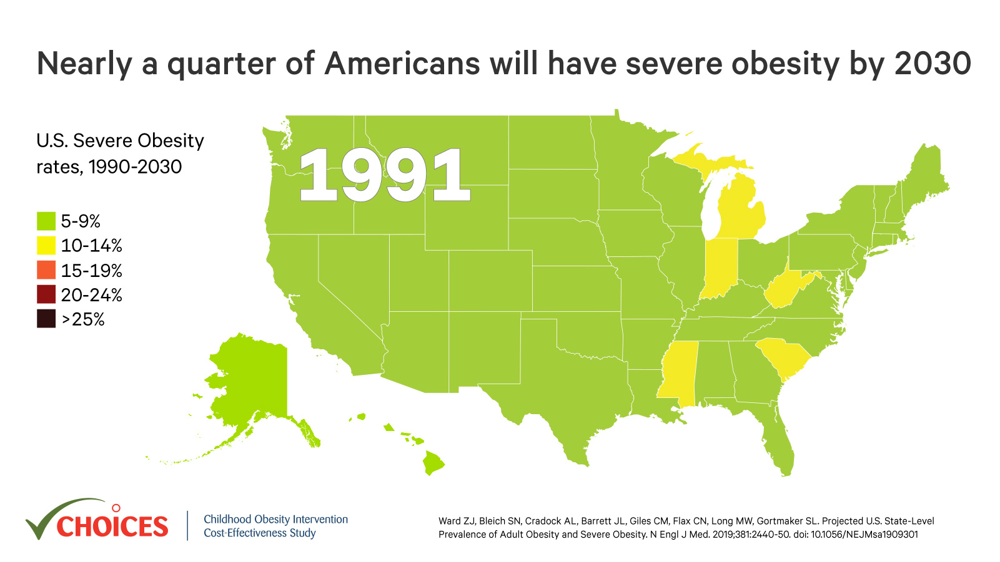 Nearly a quarter of Americans will have severe obesity by 2030
U.S. Severe Obesity
rates, 1990-2030
1991
5-9%
10-14%
15-19%
20-24%
>25%
CHOICES
Childhood Obesity Intervention
Cost-Effectiveness Study
Ward ZJ, Bleich SN, Cradock AL, Barrett JL, Giles CM, Flax CN, Long MW, Gortmaker SL. Projected U.S. State-Level
Prevalence of Adult Obesity and Severe Obesity. N Engl J Med. 2019;381:2440-50. doi: 10.1056/NEJMsa1909301